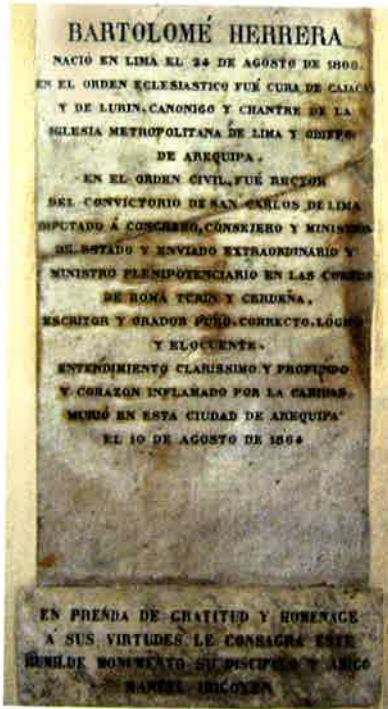 BARTOLOMÉ HERRERA
NACIÓ EN LIMA EL 24 DE AGOSTO DE 1808.
EN EL ORDEN ECLESIASTICO FUÉ CURA DE
Y DE LURIN, CANONIGO Y CHANTRE DE LA
IGLESIA METROPOLITANA DE LIMA Y OBISPO
DE AREQUIPA.
EN EL ORDEN CIVIL, FUÉ RECTOR
DEL CONVICTORIO DE SAN CARLOS DE LIMA
DIPUTADO Á CONGRESO, CONSEJERO Y MINISTRO
DE ESTADO Y ENVIADO EXTRAORDINARIO Y
MINISTRO PLENIPOTENCIARIO EN LAS CORTES
DE ROMA TURIN Y CERDEÑA.
ESCRITOR Y ORADOR PURO, CORRECTO, LÓGICO
Y ELOCUENTE.
ENTENDIMIENTO CLARISSIMO Y PROFUNDO
Y CORAZON INFLAMADO POR LA CARIDAD.
MURIÓ EN ESTA CIUDAD DE AREQUIPA
EL 10 DE AGOSTO DE 1864
EN PRENDA DE GRATITUD Y HOMENAGE
A SUS VIRTUDES LE CONSAGRA ESTE
HUMILDE MONUMENTO SU DISCIPULO Y AMIGO
MANUEL IRIGOYEN